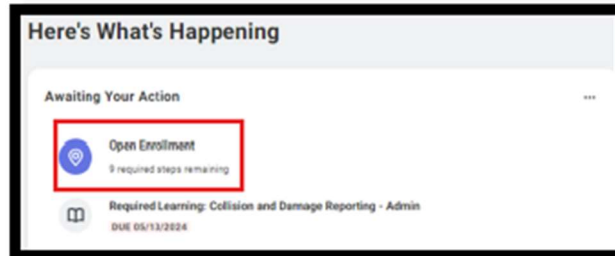 Here's What's Happening
Awaiting Your Action
Open Enrollment
9 required steps remaining
Required Learning: Collision and Damage Reporting - Admin
DUE 05/13/2024